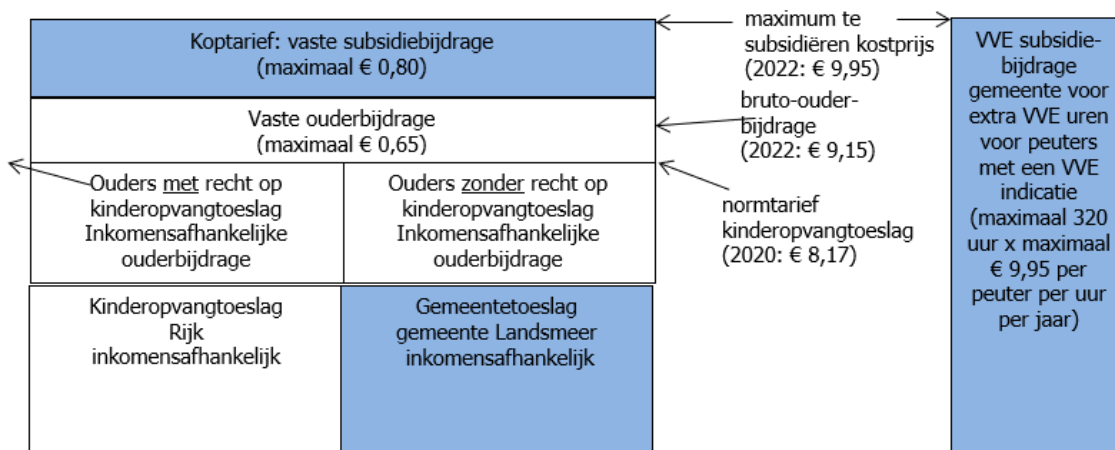 Koptarief: vaste subsidiebijdrage
(maximaal € 0,80)
Vaste ouderbijdrage
(maximaal € 0,65)
Ouders met recht op
kinderopvangtoeslag
Inkomensafhankelijke
ouderbijdrage
Ouders zonder recht op
kinderopvangtoeslag
Inkomensafhankelijke
ouderbijdrage
Kinderopvangtoeslag
Rijk
inkomensafhankelijk
Gemeentetoeslag
gemeente Landsmeer
inkomensafhankelijk
maximum te
subsidiëren kostprijs
(2022: € 9,95)
bruto-ouder-
bijdrage
(2022: € 9,15)
normtarief
kinderopvangtoeslag
(2020: € 8,17)
VVE subsidie-
bijdrage
gemeente voor
extra VVE uren
voor peuters
met een VVE
indicatie
(maximaal 320
uur x maximaal
€ 9,95 per
peuter per uur
per jaar)